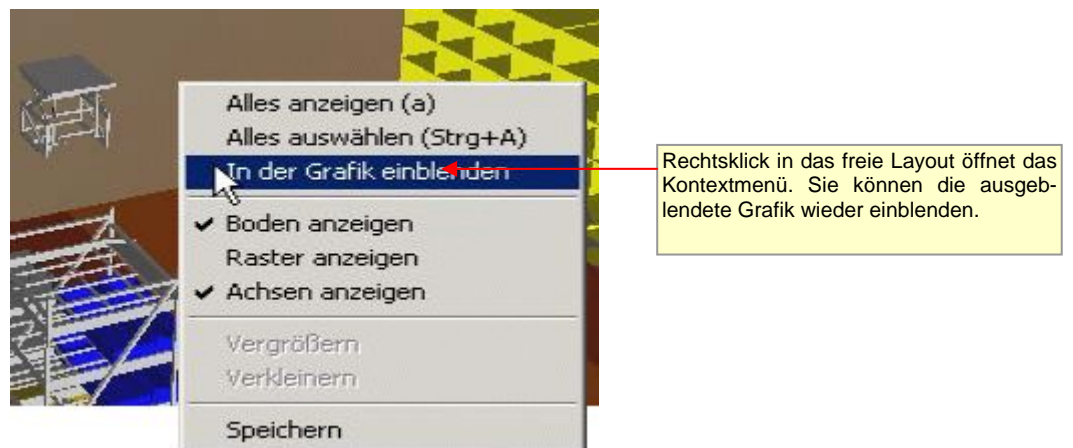 Alles anzeigen (a)
Alles auswählen (Strg+A)
In der Grafik einblenden
Boden anzeigen
Raster anzeigen
Achsen anzeigen
Vergrößern
Verkleinern
Speichern
Rechtsklick in das freie Layout öffnet das
Kontextmenü. Sie können die ausgeb-
lendete Grafik wieder einblenden.